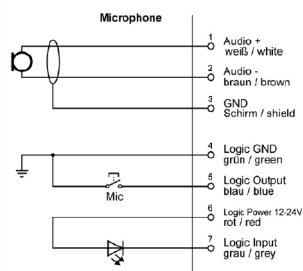 Microphone
1
Audio +
weiß / white
2
Audio -
braun / brown
3
GND
Schirm / shield
4
Logic GND
grün / green
5
Logic Output
blau / blue
Mic
6
Logic Power 12-24V
rot / red
7
Logic Input
grau / grey